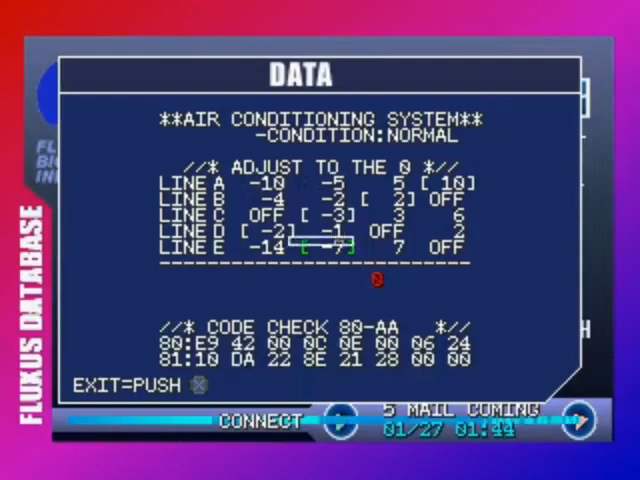 DATA
**AIR CONDITIONING SYSTEM**
-CONDITION:NORMAL
//* ADJUST TO THE 0 *//
LINE A -10 -5 5 [ 10]
LINE B -4 -2 [ 2] OFF
LINE C OFF [ -3] 3 6
LINE D [ -2] -1 OFF 2
LINE E -14 [ -7] 7 OFF
0
//* CODE CHECK 80-AA *//
80:E9 42 00 0C 0E 00 06 24
81:10 DA 22 8E 21 28 00 00
EXIT=PUSH
CONNECT
5 MAIL COMING
01/27 01:44
FLUXUS DATABASE